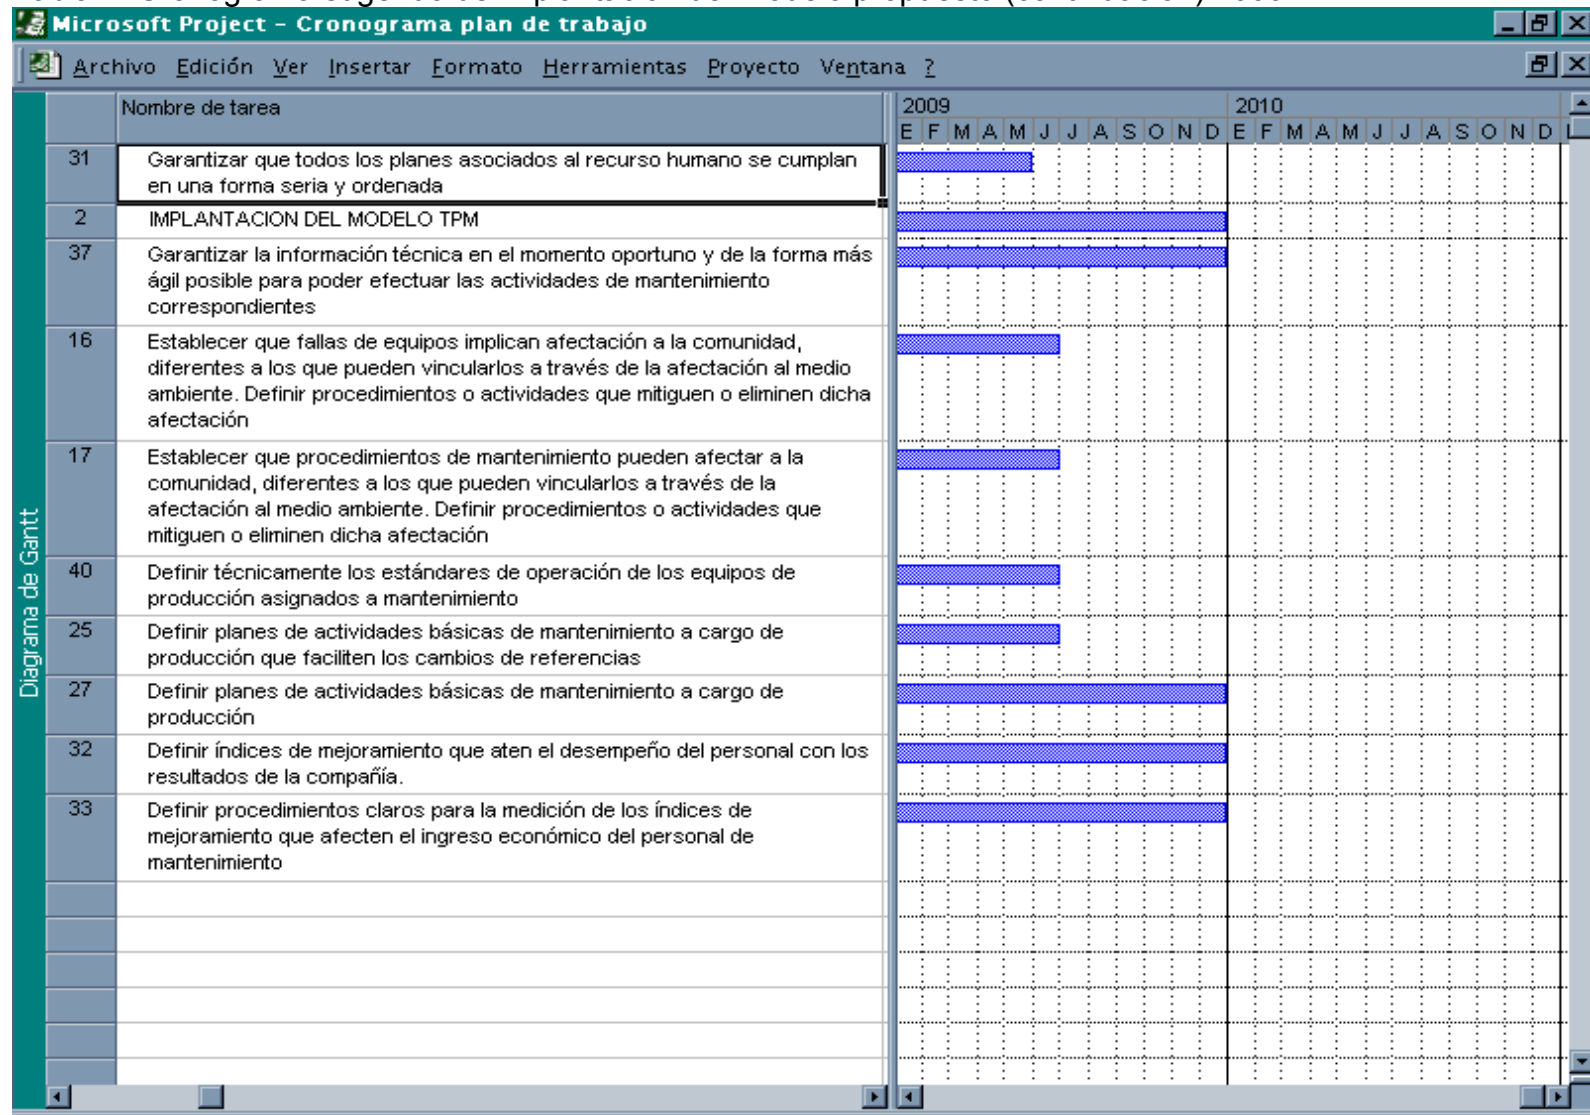 Microsoft Project - Cronograma plan de trabajo
Archivo Edición Ver Insertar Formato Herramientas Proyecto Ventana ?
Nombre de tarea
2009 2010
E F M A M J J A S O N D E F M A M J J A S O N D
31 Garantizar que todos los planes asociados al recurso humano se cumplan
en una forma seria y ordenada
2 IMPLANTACION DEL MODELO TPM
37 Garantizar la información técnica en el momento oportuno y de la forma más
ágil posible para poder efectuar las actividades de mantenimiento
correspondientes
16 Establecer que fallas de equipos implican afectación a la comunidad,
diferentes a los que pueden vincularlos a través de la afectación al medio
ambiente. Definir procedimientos o actividades que mitiguen o eliminen dicha
afectación
17 Establecer que procedimientos de mantenimiento pueden afectar a la
comunidad, diferentes a los que pueden vincularlos a través de la
afectación al medio ambiente. Definir procedimientos o actividades que
mitiguen o eliminen dicha afectación
40 Definir técnicamente los estándares de operación de los equipos de
producción asignados a mantenimiento
25 Definir planes de actividades básicas de mantenimiento a cargo de
producción que faciliten los cambios de referencias
27 Definir planes de actividades básicas de mantenimiento a cargo de
producción
32 Definir índices de mejoramiento que aten el desempeño del personal con los
resultados de la compañía.
33 Definir procedimientos claros para la medición de los índices de
mejoramiento que afecten el ingreso económico del personal de
mantenimiento
Diagrama de Gantt